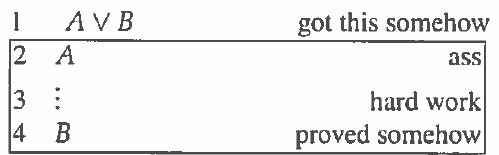 1 A ∨ B got this somehow
2 A ass
3 ⋮ hard work
4 B proved somehow